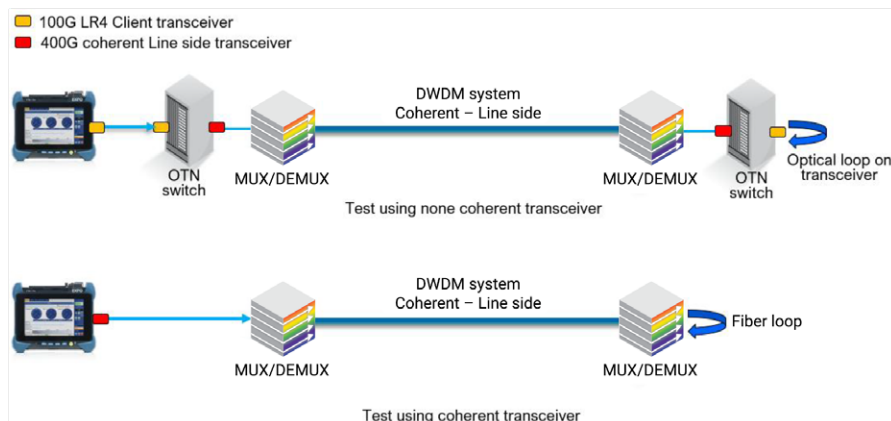 100G LR4 Client transceiver
400G coherent Line side transceiver
DWDM system
Coherent – Line side
OTN
switch
MUX/DEMUX
MUX/DEMUX
OTN
switch
Optical loop on
transceiver
Test using none coherent transceiver
DWDM system
Coherent – Line side
Fiber loop
MUX/DEMUX
MUX/DEMUX
Test using coherent transceiver